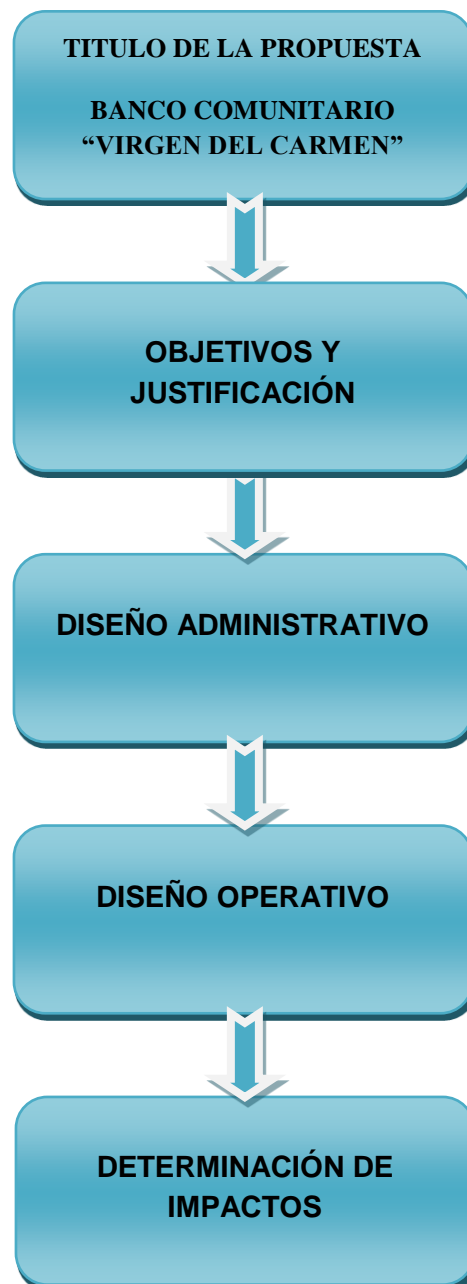 TITULO DE LA PROPUESTA
BANCO COMUNITARIO
“VIRGEN DEL CARMEN”
OBJETIVOS Y
JUSTIFICACIÓN
DISEÑO ADMINISTRATIVO
DISEÑO OPERATIVO
DETERMINACIÓN DE
IMPACTOS